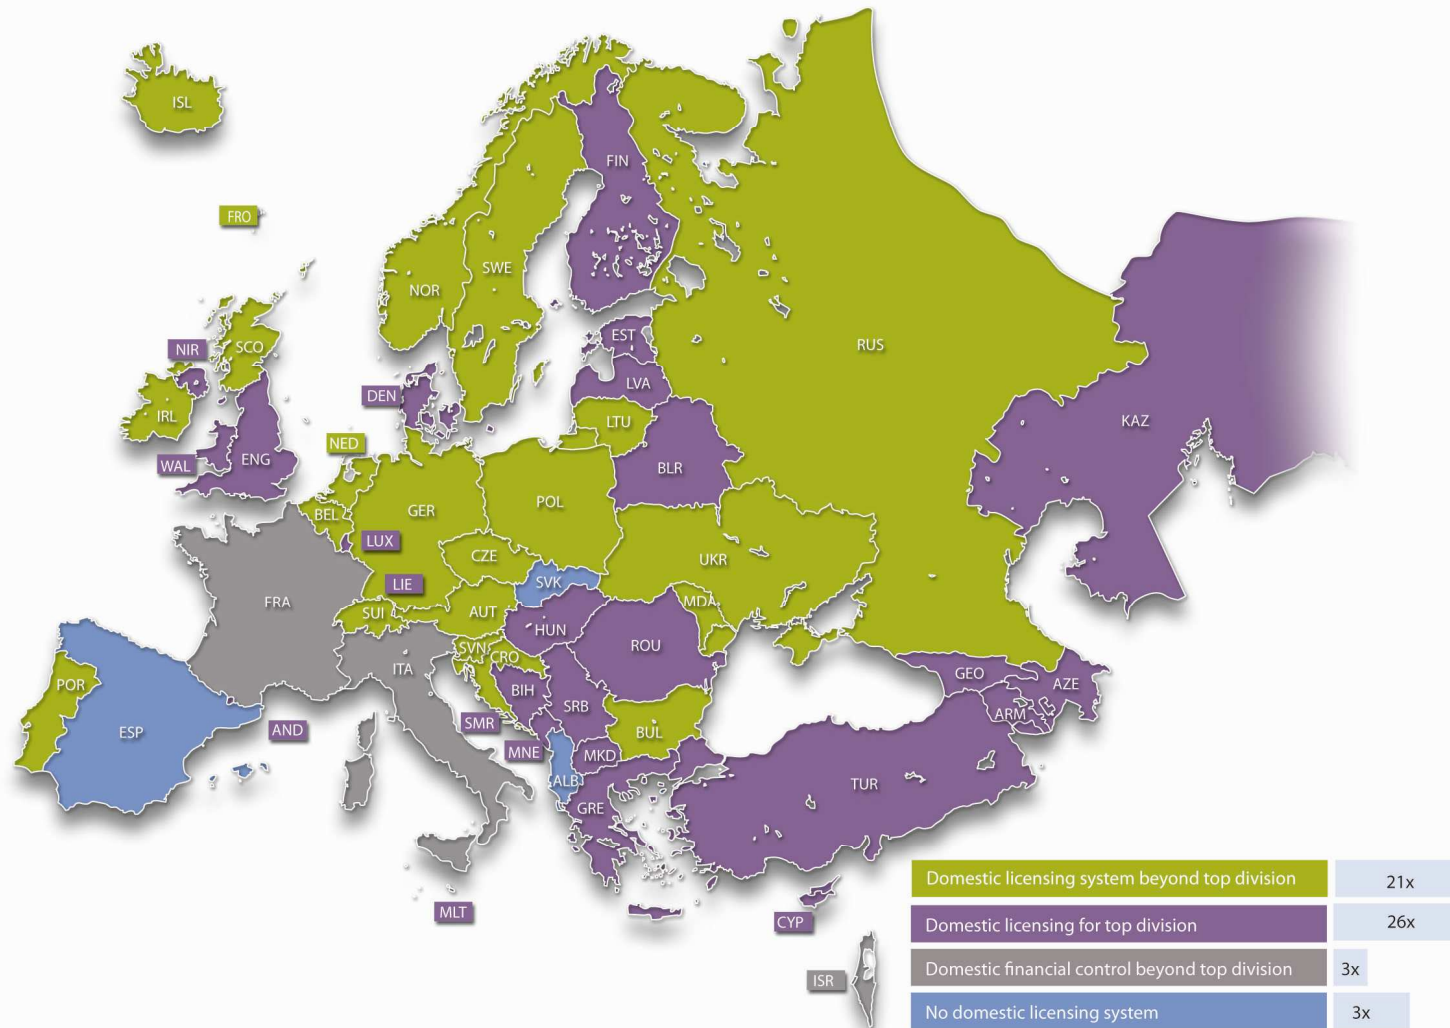 ISL
FIN
FRO
SWE
NOR
EST
RUS
NIR
SCO
LVA
DEN
IRL
LTU
KAZ
NED
WAL
ENG
BLR
GER
POL
BEL
LUX
CZE
UKR
LIE
SVK
FRA
MDA
SUI
AUT
HUN
ROU
SVN
CRO
ITA
GEO
POR
AZE
BIH
SRB
ARM
SMR
ESP
AND
BUL
MNE
MKD
ALB
TUR
GRE
MLT
CYP
ISR
Domestic licensing system beyond top division 21x
Domestic licensing for top division 26x
Domestic financial control beyond top division 3x
No domestic licensing system 3x